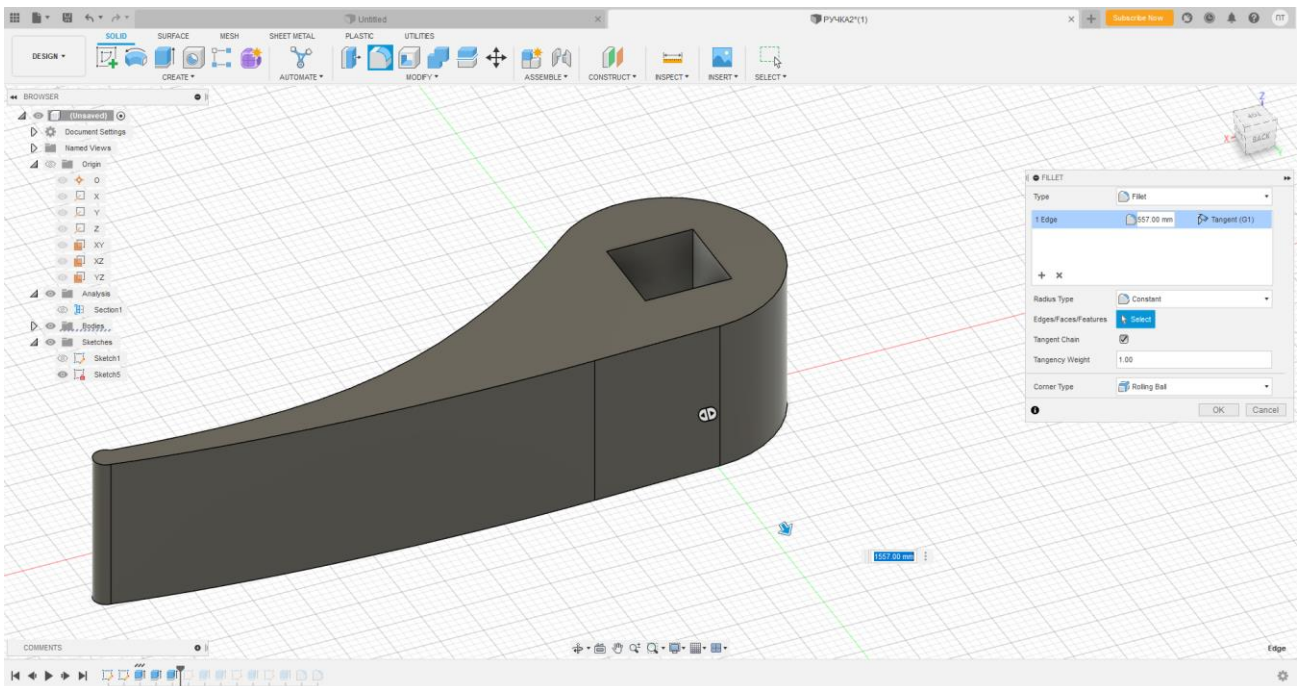 Untitled
РУЧКА2*(1)
Subscribe Now
ПТ
SOLID SURFACE MESH SHEET METAL PLASTIC UTILITIES
DESIGN
CREATE AUTOMATE MODIFY ASSEMBLE CONSTRUCT INSPECT INSERT SELECT
BROWSER
(Unsaved)
Document Settings
Named Views
Origin
O
X
Y
Z
XY
XZ
YZ
Analysis
Section1
Bodies
Sketches
Sketch1
Sketch5
Z
X
BACK
Y
FILLET
Type Fillet
1 Edge 557.00 mm Tangent (G1)
Radius Type Constant
Edges/Faces/Features Select
Tangent Chain
Tangency Weight 1.00
Corner Type Rolling Ball
OK Cancel
1557.00 mm
COMMENTS
Edge